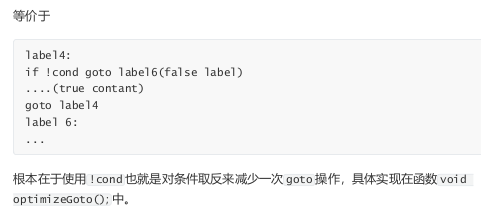 等价于
label4:
if !cond goto label6(false label)
....(true contant)
goto label4
label 6:
...
根本在于使用 !cond 也就是对条件取反来减少一次 goto 操作，具体实现在函数 void
optimizeGoto(); 中。